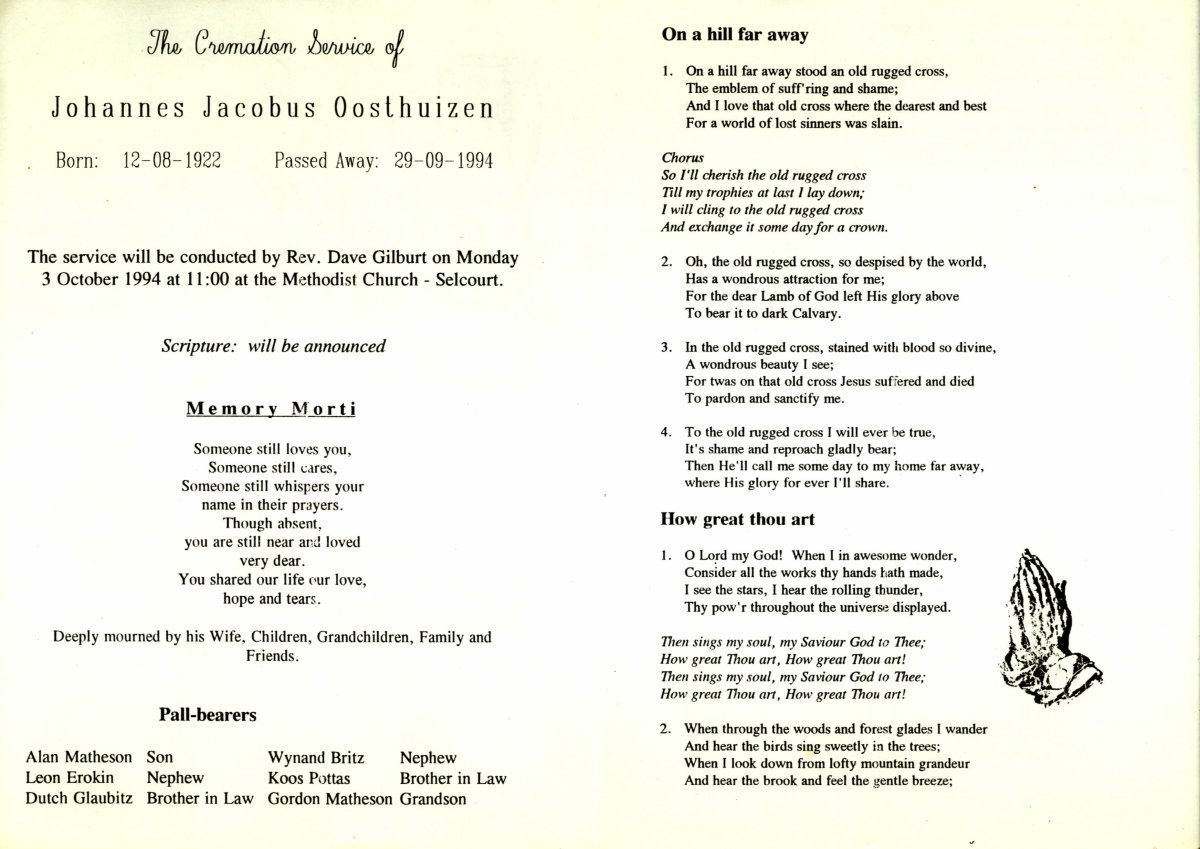 The Cremation Service of
Johannes Jacobus Oosthuizen
Born: 12-08-1922 Passed Away: 29-09-1994
The service will be conducted by Rev. Dave Gilburt on Monday
3 October 1994 at 11:00 at the Methodist Church - Selcourt.
Scripture: will be announced
Memory Morti
Someone still loves you,
Someone still cares,
Someone still whispers your
name in their prayers.
Though absent,
you are still near and loved
very dear.
You shared our life our love,
hope and tears.
Deeply mourned by his Wife, Children, Grandchildren, Family and
Friends.
Pall-bearers
Alan Matheson Son Wynand Britz Nephew
Leon Erokin Nephew Koos Pottas Brother in Law
Dutch Glaubitz Brother in Law Gordon Matheson Grandson
On a hill far away
1. On a hill far away stood an old rugged cross,
The emblem of suff'ring and shame;
And I love that old cross where the dearest and best
For a world of lost sinners was slain.
Chorus
So I'll cherish the old rugged cross
Till my trophies at last I lay down;
I will cling to the old rugged cross
And exchange it some day for a crown.
2. Oh, the old rugged cross, so despised by the world,
Has a wondrous attraction for me;
For the dear Lamb of God left His glory above
To bear it to dark Calvary.
3. In the old rugged cross, stained with blood so divine,
A wondrous beauty I see;
For twas on that old cross Jesus suffered and died
To pardon and sanctify me.
4. To the old rugged cross I will ever be true,
It's shame and reproach gladly bear;
Then He'll call me some day to my home far away,
where His glory for ever I'll share.
How great thou art
1. O Lord my God! When I in awesome wonder,
Consider all the works thy hands hath made,
I see the stars, I hear the rolling thunder,
Thy pow'r throughout the universe displayed.
Then sings my soul, my Saviour God to Thee;
How great Thou art, How great Thou art!
Then sings my soul, my Saviour God to Thee;
How great Thou art, How great Thou art!
2. When through the woods and forest glades I wander
And hear the birds sing sweetly in the trees;
When I look down from lofty mountain grandeur
And hear the brook and feel the gentle breeze;